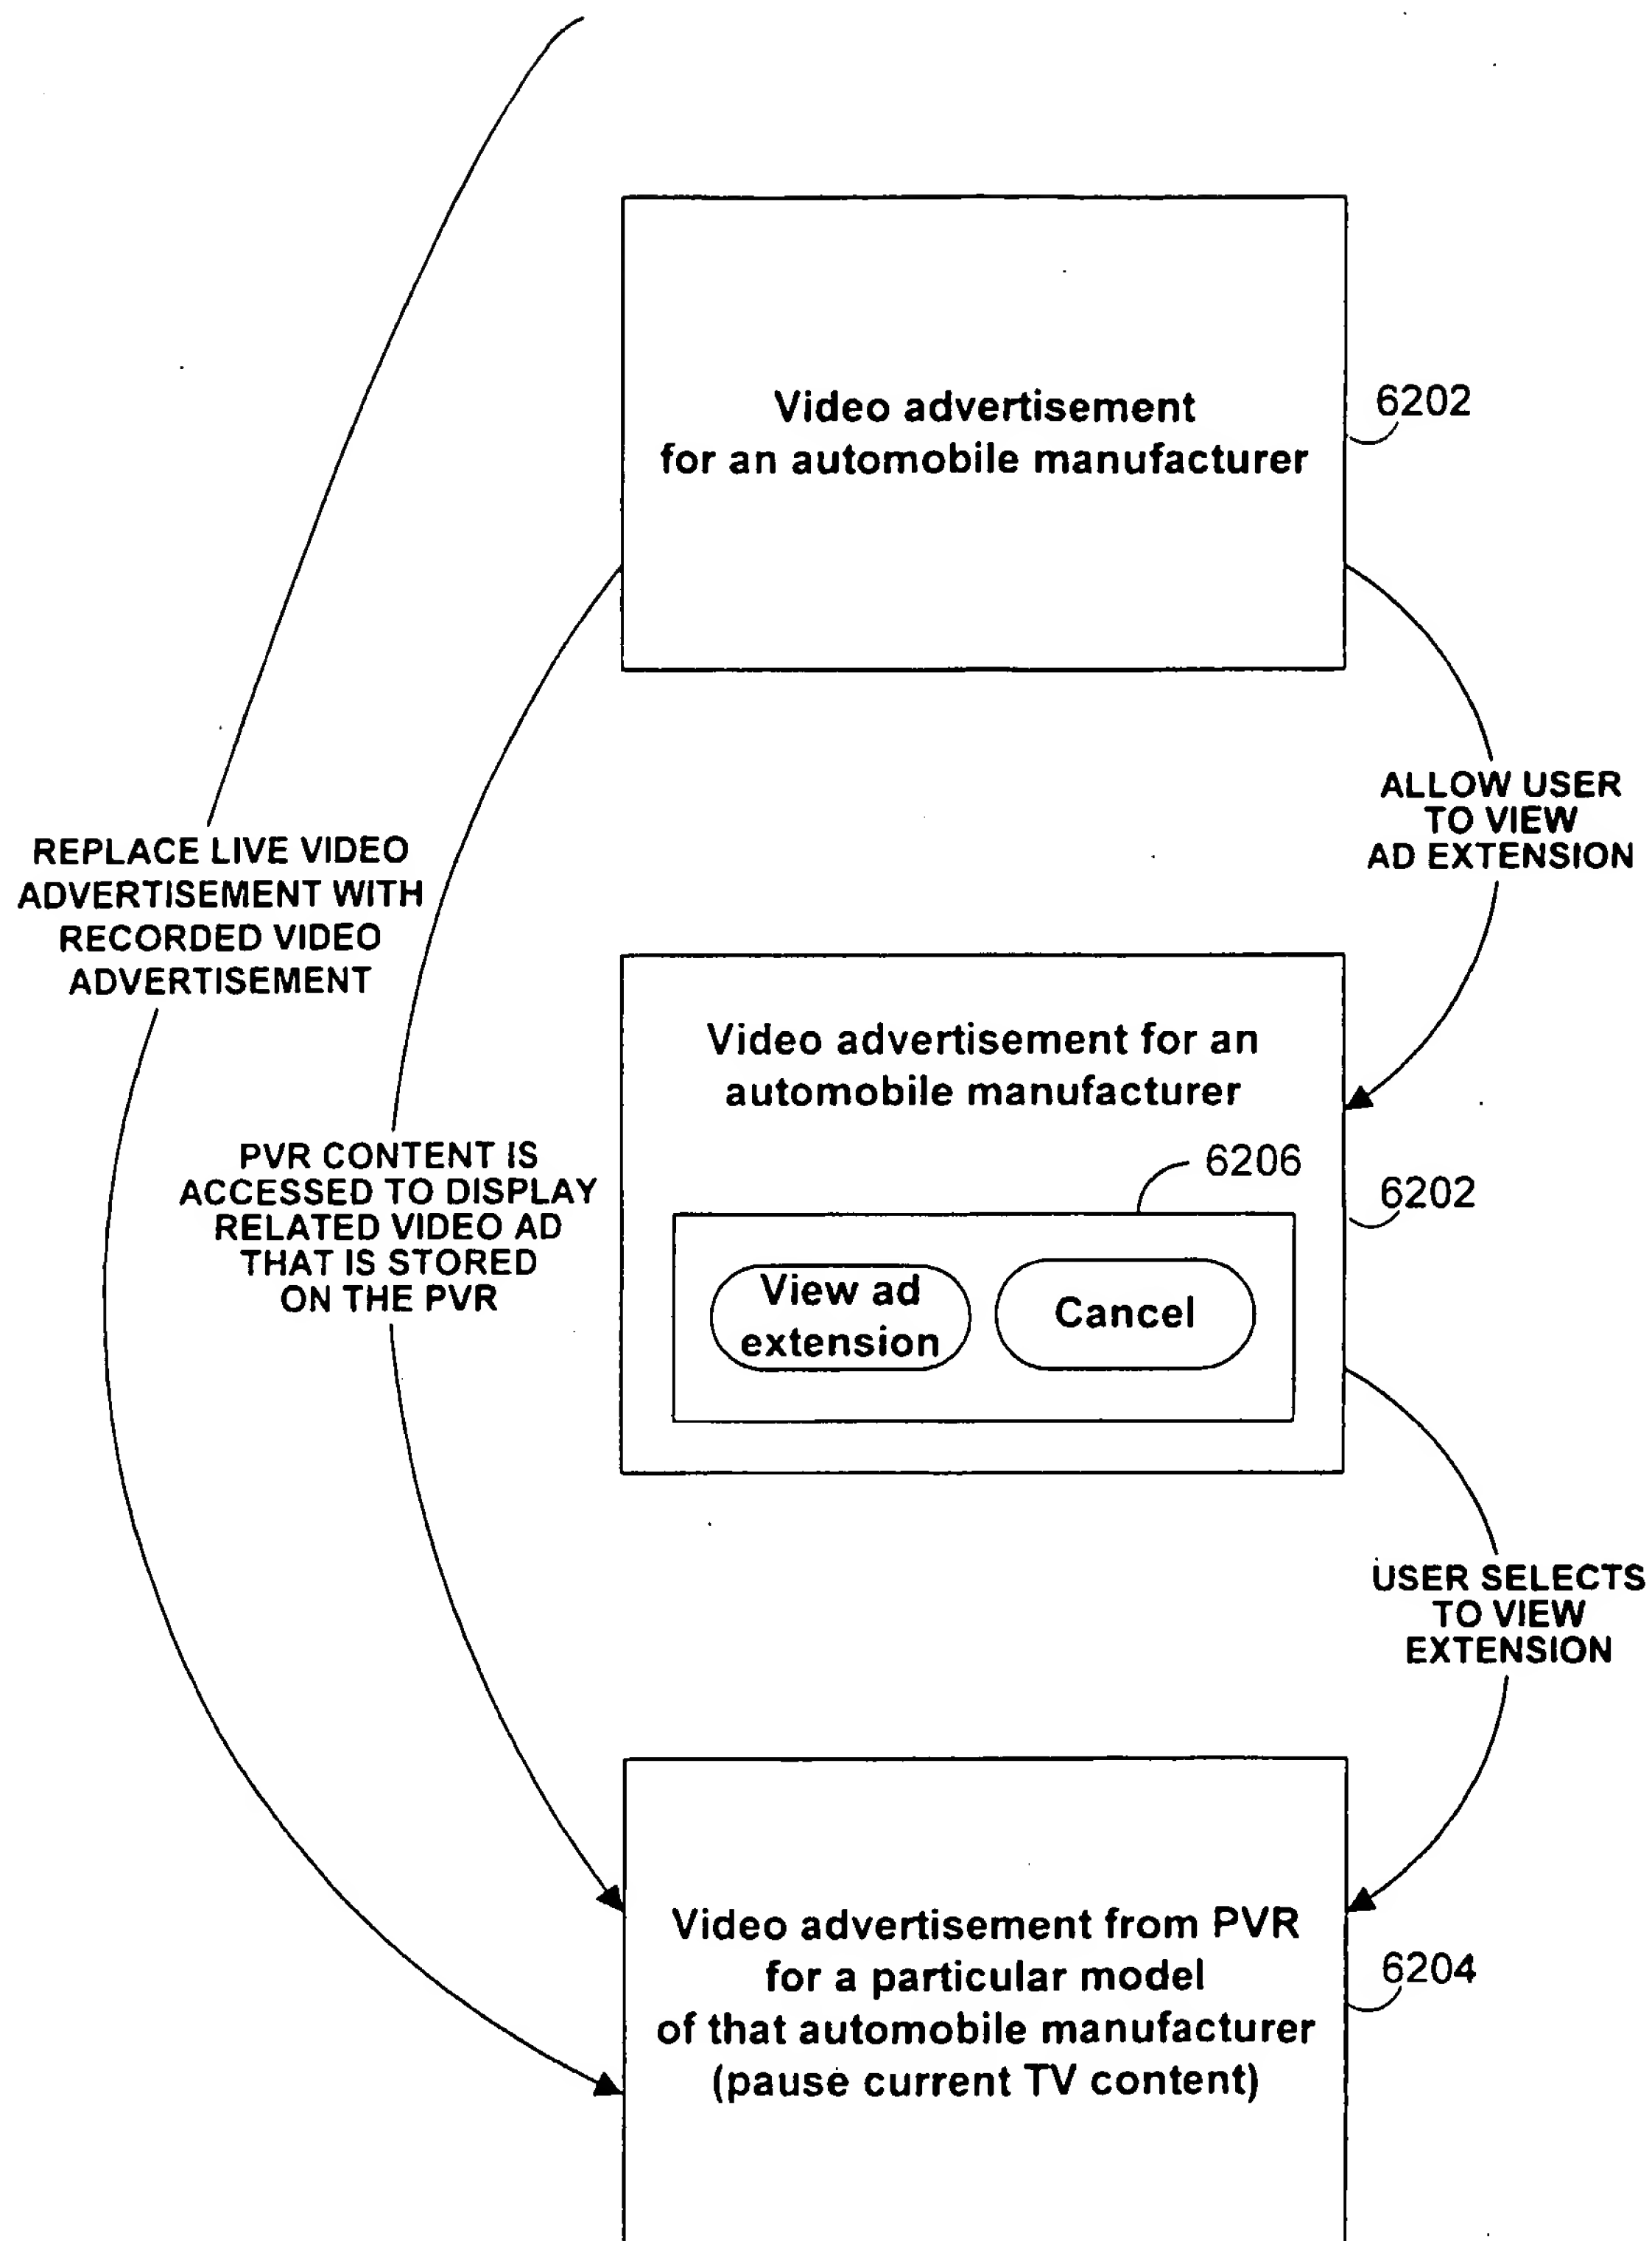 Video advertisement
for an automobile manufacturer
6202
ALLOW USER
TO VIEW
AD EXTENSION
REPLACE LIVE VIDEO
ADVERTISEMENT WITH
RECORDED VIDEO
ADVERTISEMENT
Video advertisement for an
automobile manufacturer
6206
6202
View ad
extension
Cancel
PVR CONTENT IS
ACCESSED TO DISPLAY
RELATED VIDEO AD
THAT IS STORED
ON THE PVR
USER SELECTS
TO VIEW
EXTENSION
Video advertisement from PVR
for a particular model
of that automobile manufacturer
(pause current TV content)
6204